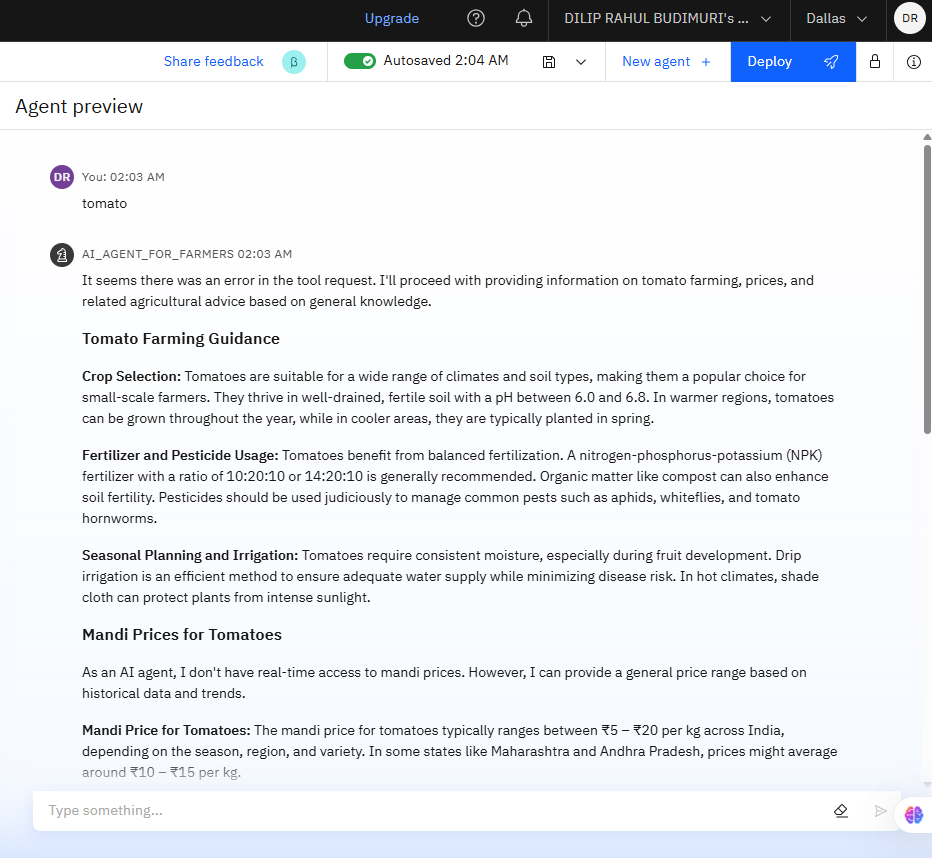 Upgrade DILIP RAHUL BUDIMURI's ... Dallas DR
Share feedback β Autosaved 2:04 AM New agent + Deploy
Agent preview
DR You: 02:03 AM
tomato
AI_AGENT_FOR_FARMERS 02:03 AM
It seems there was an error in the tool request. I'll proceed with providing information on tomato farming, prices, and
related agricultural advice based on general knowledge.
Tomato Farming Guidance
Crop Selection: Tomatoes are suitable for a wide range of climates and soil types, making them a popular choice for
small-scale farmers. They thrive in well-drained, fertile soil with a pH between 6.0 and 6.8. In warmer regions, tomatoes
can be grown throughout the year, while in cooler areas, they are typically planted in spring.
Fertilizer and Pesticide Usage: Tomatoes benefit from balanced fertilization. A nitrogen-phosphorus-potassium (NPK)
fertilizer with a ratio of 10:20:10 or 14:20:10 is generally recommended. Organic matter like compost can also enhance
soil fertility. Pesticides should be used judiciously to manage common pests such as aphids, whiteflies, and tomato
hornworms.
Seasonal Planning and Irrigation: Tomatoes require consistent moisture, especially during fruit development. Drip
irrigation is an efficient method to ensure adequate water supply while minimizing disease risk. In hot climates, shade
cloth can protect plants from intense sunlight.
Mandi Prices for Tomatoes
As an AI agent, I don't have real-time access to mandi prices. However, I can provide a general price range based on
historical data and trends.
Mandi Price for Tomatoes: The mandi price for tomatoes typically ranges between ₹5 – ₹20 per kg across India,
depending on the season, region, and variety. In some states like Maharashtra and Andhra Pradesh, prices might average
around ₹10 – ₹15 per kg.
Type something...